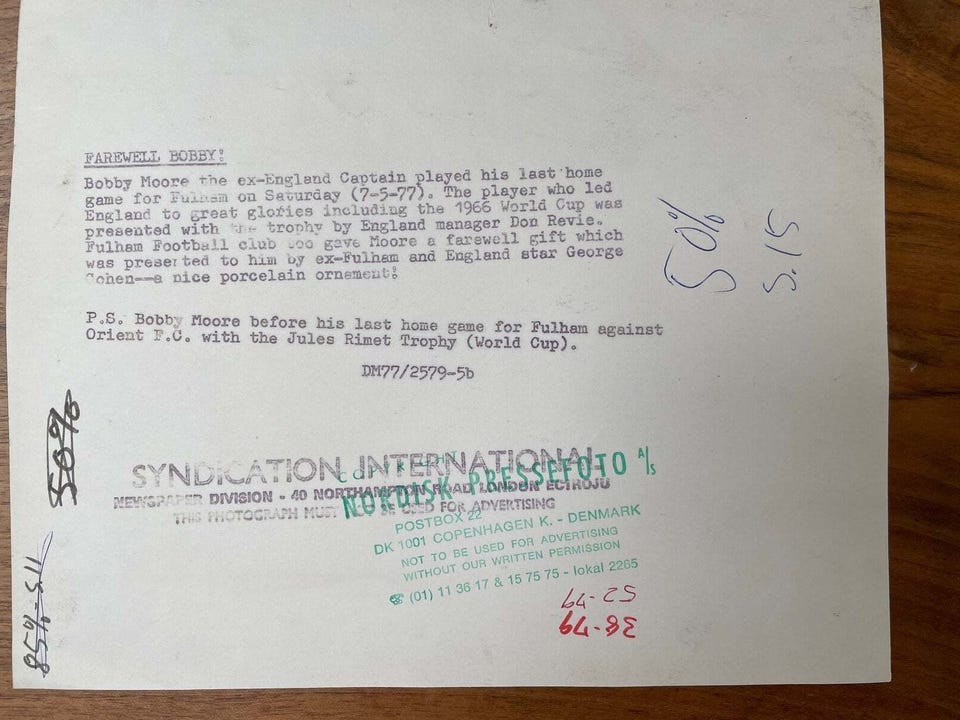 FAREWELL BOBBY:
Bobby Moore the ex-England Captain played his last home
game for Fulham on Saturday (7-5-77). The player who led
England to great glories including the 1966 World Cup was
presented with the trophy by England manager Don Revie.
Fulham Football club too gave Moore a farewell gift which
was presented to him by ex-Fulham and England star George
Cohen--a nice porcelain ornament:
50%
S.15
P.S. Bobby Moore before his last home game for Fulham against
Orient F.C. with the Jules Rimet Trophy (World Cup).
DM77/2579-5b
50%
SYNDICATION INTERNATIONAL
COPYRIGHT
NORDISK PRESSEFOTO A/S
NEWSPAPER DIVISION - 40 NORTHAMPTON ROAD LONDON EC1R0JU
THIS PHOTOGRAPH MUST NOT BE USED FOR ADVERTISING
POSTBOX 22
DK 1001 COPENHAGEN K. - DENMARK
NOT TO BE USED FOR ADVERTISING
WITHOUT OUR WRITTEN PERMISSION
☎ (01) 11 36 17 & 15 75 75 - lokal 2265
85%-S11
52-79
38-79